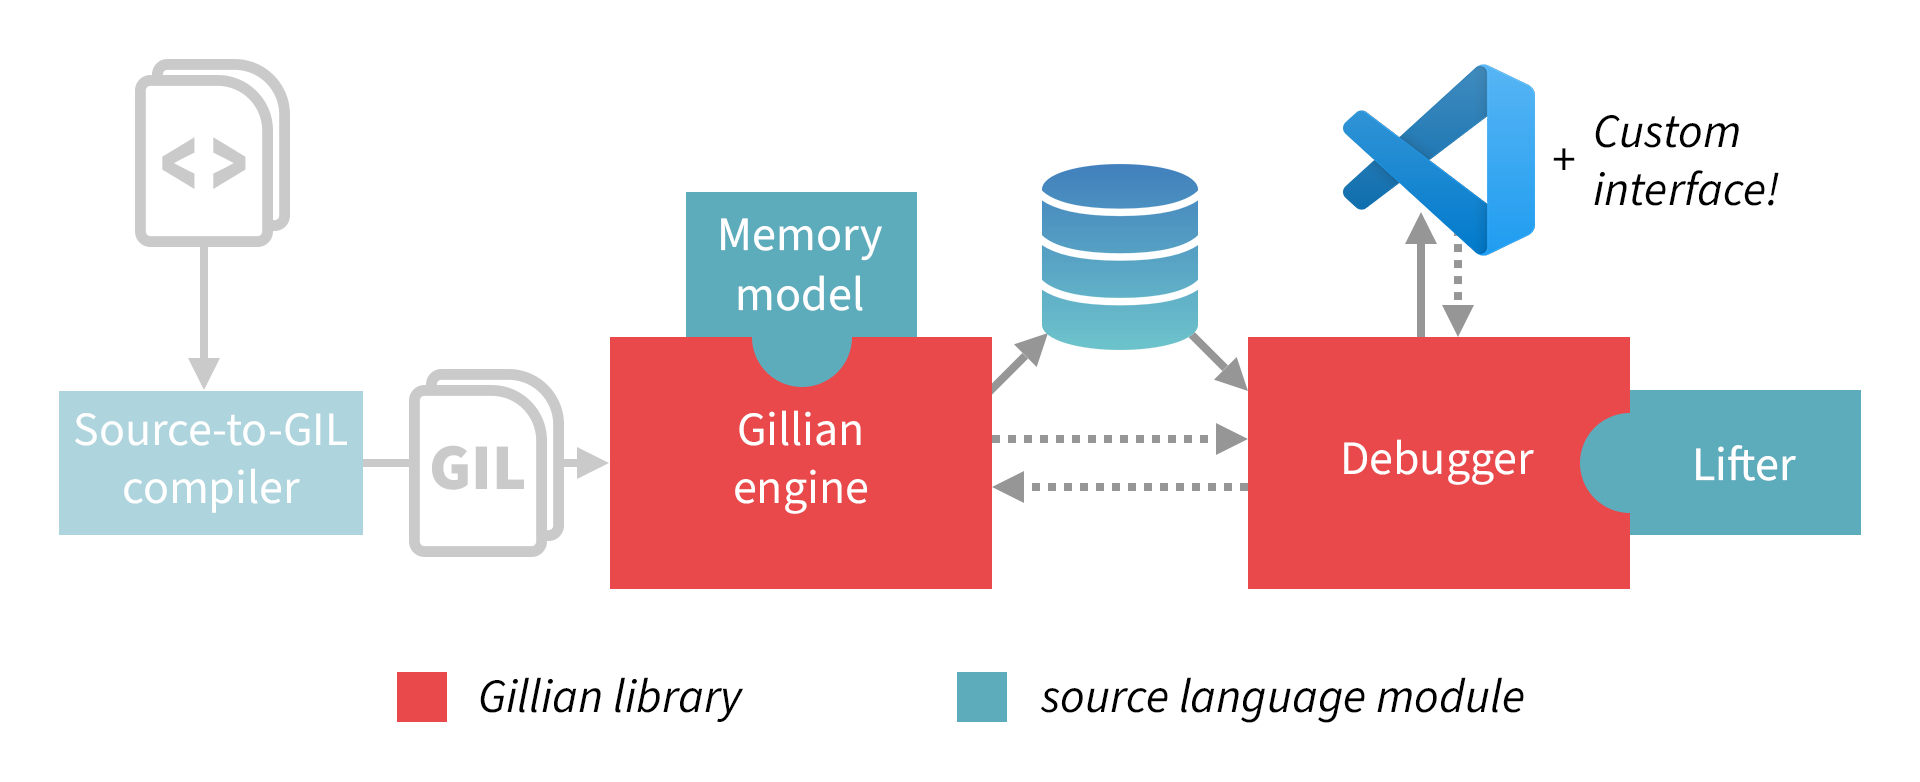 < >
Source-to-GIL
compiler
GIL
Memory
model
Gillian
engine
+
Custom
interface!
Debugger
Lifter
Gillian library
source language module